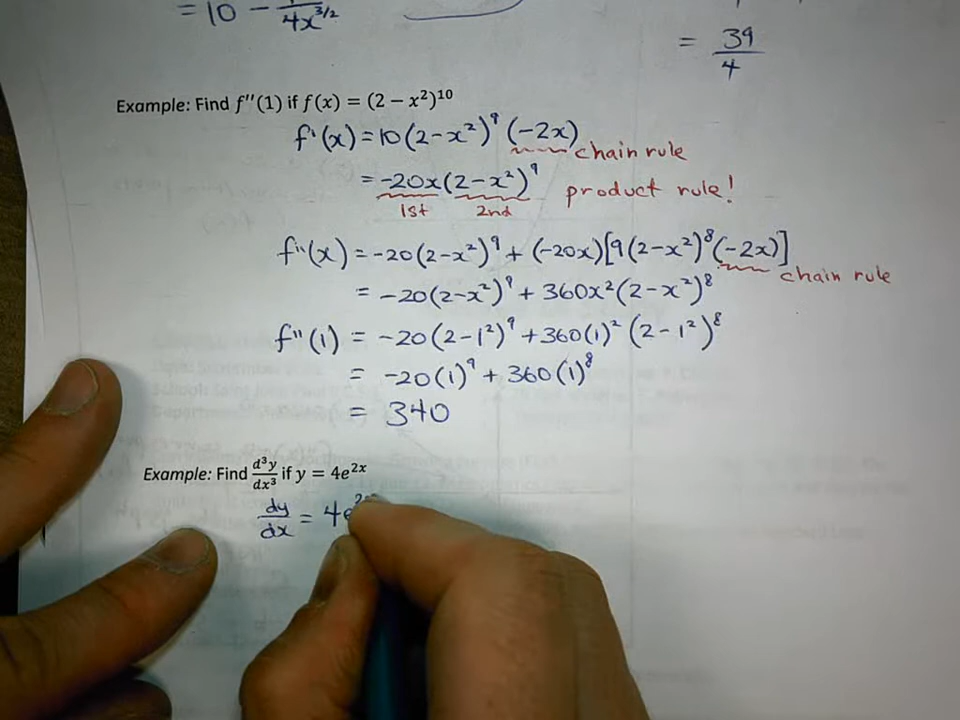 = 10 - 1/4x^3/2
= 39/4
Example: Find f''(1) if f(x) = (2 − x²)¹⁰
f'(x) = 10(2-x²)⁹(-2x) chain rule
= -20x(2-x²)⁹ product rule!
1st 2nd
f''(x) = -20(2-x²)⁹ + (-20x)[9(2-x²)⁸(-2x)] chain rule
= -20(2-x²)⁹ + 360x²(2-x²)⁸
f''(1) = -20(2-1²)⁹ + 360(1)²(2-1²)⁸
= -20(1)⁹ + 360(1)⁸
= 340
Example: Find d³y/dx³ if y = 4e²ˣ
dy/dx = 4e²